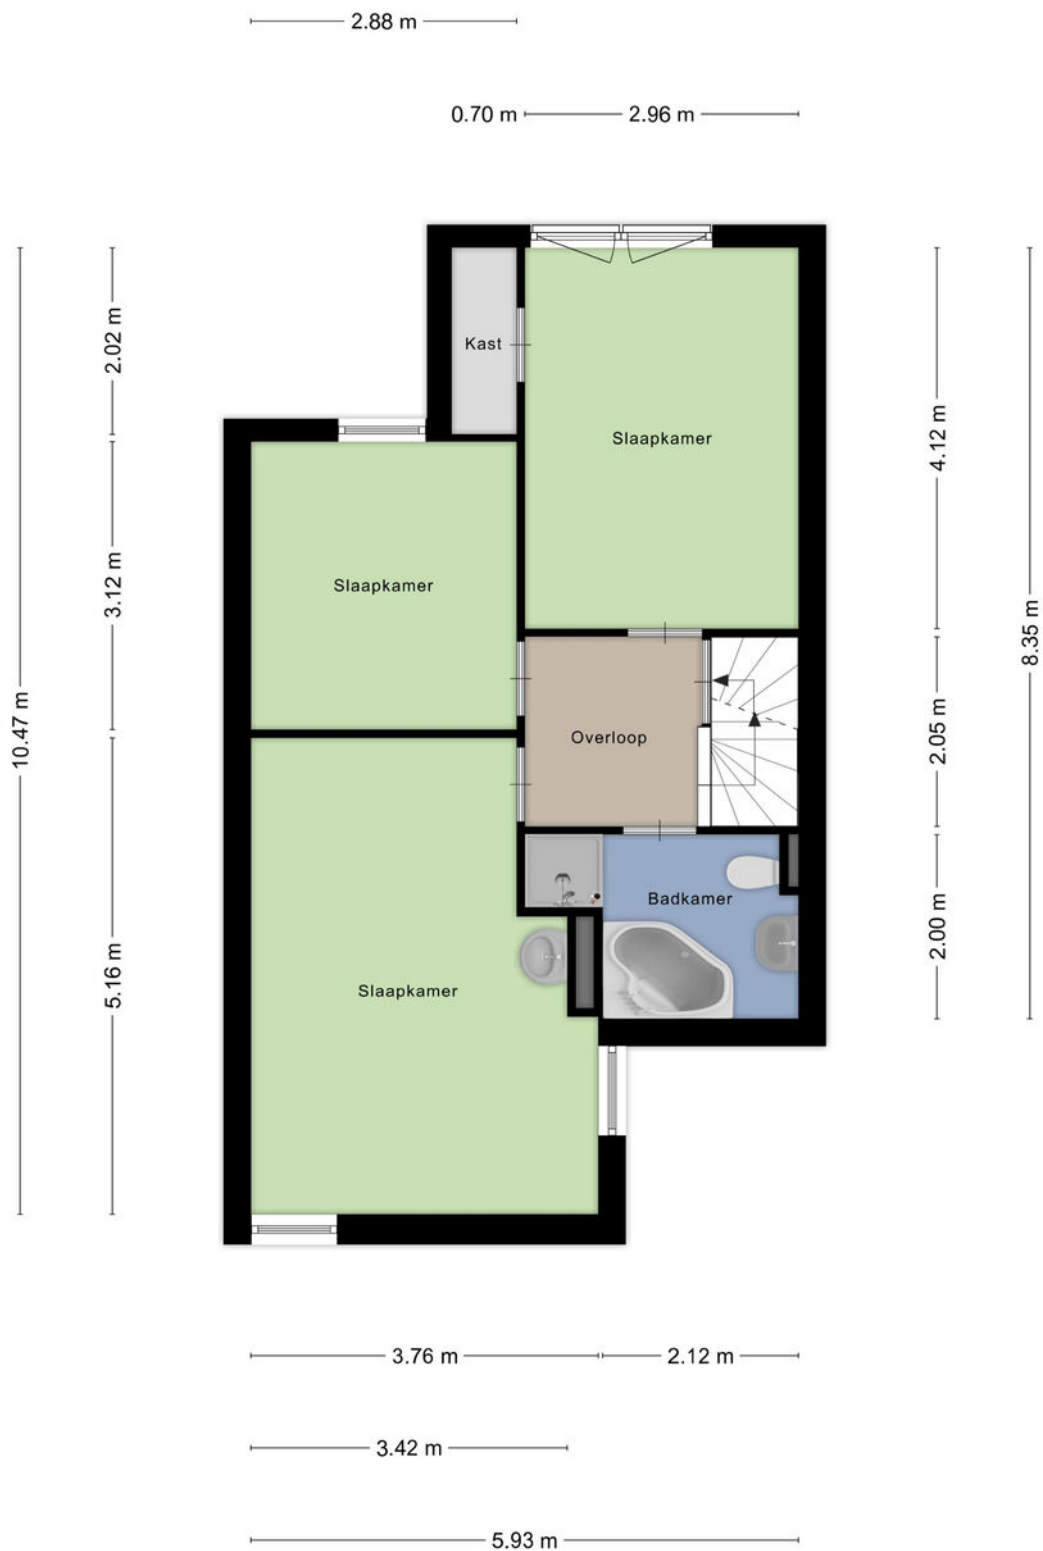 2.88 m
0.70 m
2.96 m
2.02 m
Kast
4.12 m
Slaapkamer
3.12 m
Slaapkamer
8.35 m
10.47 m
Overloop
2.05 m
Badkamer
2.00 m
5.16 m
Slaapkamer
3.76 m
2.12 m
3.42 m
5.93 m